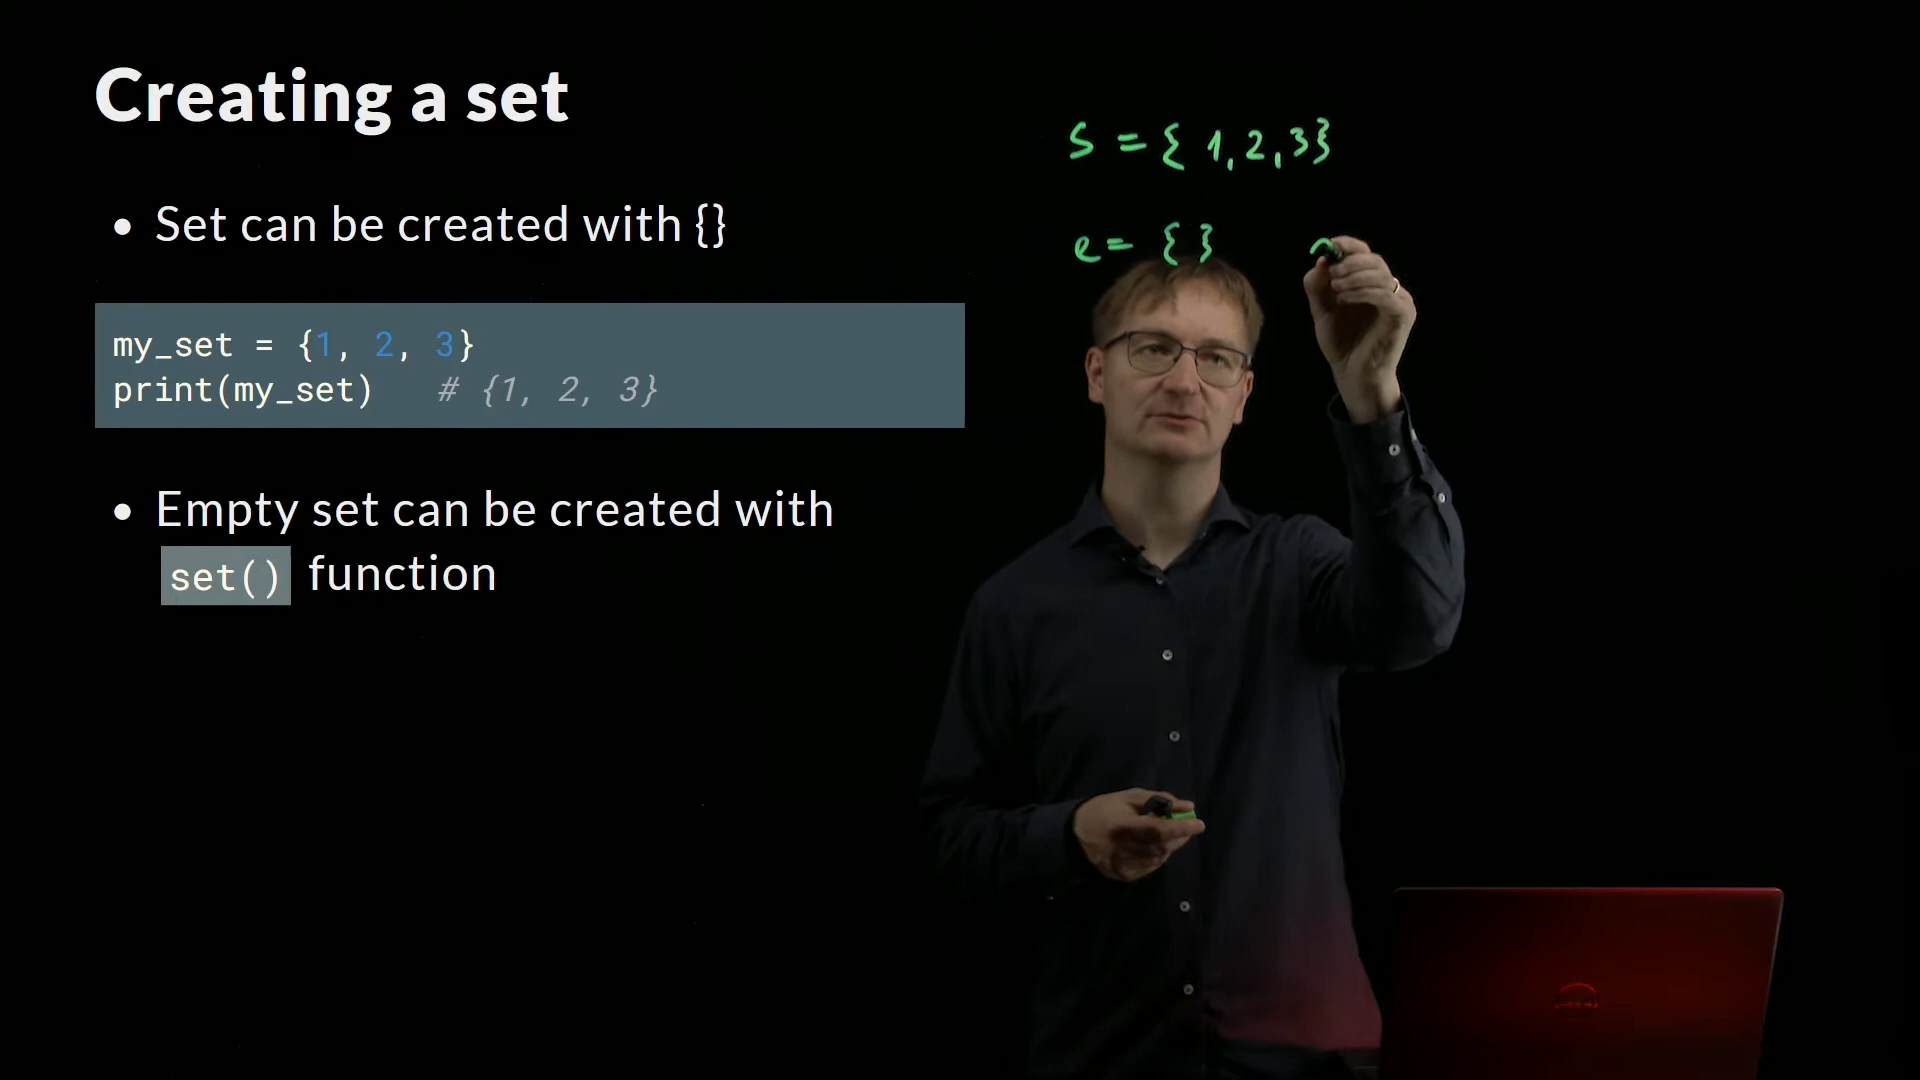 Creating a set
• Set can be created with {}
my_set = {1, 2, 3}
print(my_set)   # {1, 2, 3}
• Empty set can be created with
set() function
S = { 1, 2, 3}
e = { }